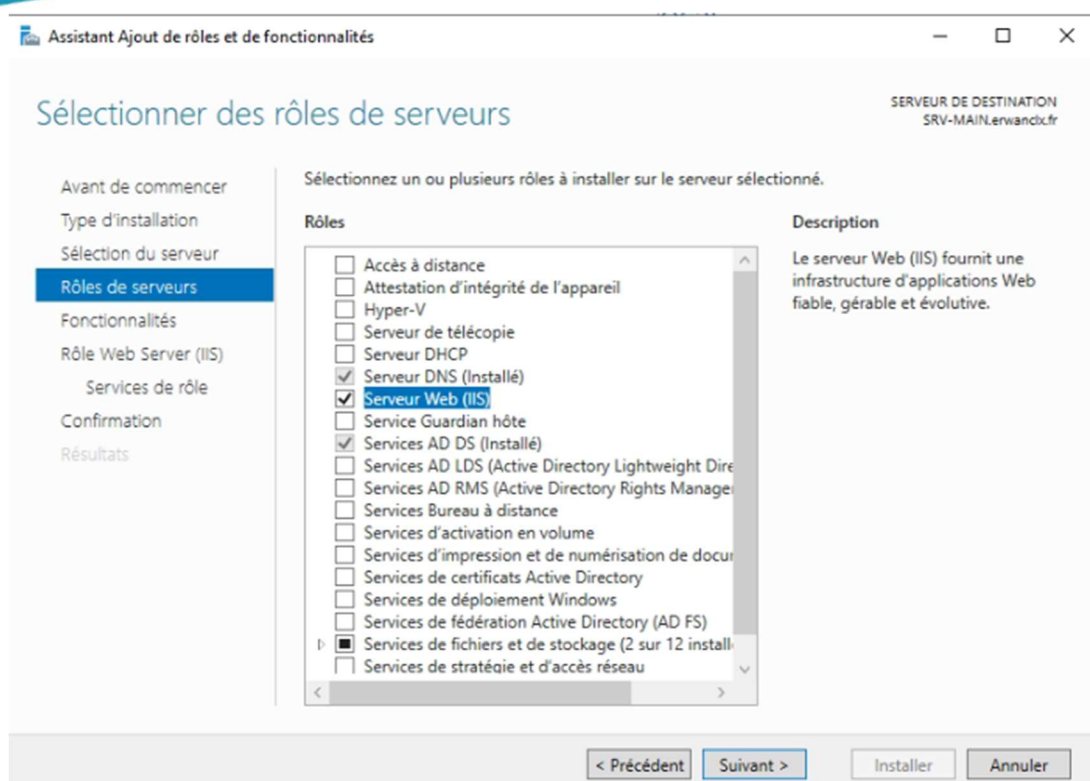 Assistant Ajout de rôles et de fonctionnalités
Sélectionner des rôles de serveurs
SERVEUR DE DESTINATION
SRV-MAIN.erwanclx.fr
Avant de commencer
Type d'installation
Sélection du serveur
Rôles de serveurs
Fonctionnalités
Rôle Web Server (IIS)
Services de rôle
Confirmation
Résultats
Sélectionnez un ou plusieurs rôles à installer sur le serveur sélectionné.
Rôles
Accès à distance
Attestation d'intégrité de l'appareil
Hyper-V
Serveur de télécopie
Serveur DHCP
Serveur DNS (Installé)
Serveur Web (IIS)
Service Guardian hôte
Services AD DS (Installé)
Services AD LDS (Active Directory Lightweight Dire
Services AD RMS (Active Directory Rights Manage
Services Bureau à distance
Services d'activation en volume
Services d'impression et de numérisation de docu
Services de certificats Active Directory
Services de déploiement Windows
Services de fédération Active Directory (AD FS)
Services de fichiers et de stockage (2 sur 12 install
Services de stratégie et d'accès réseau
Description
Le serveur Web (IIS) fournit une
infrastructure d'applications Web
fiable, gérable et évolutive.
< Précédent
Suivant >
Installer
Annuler